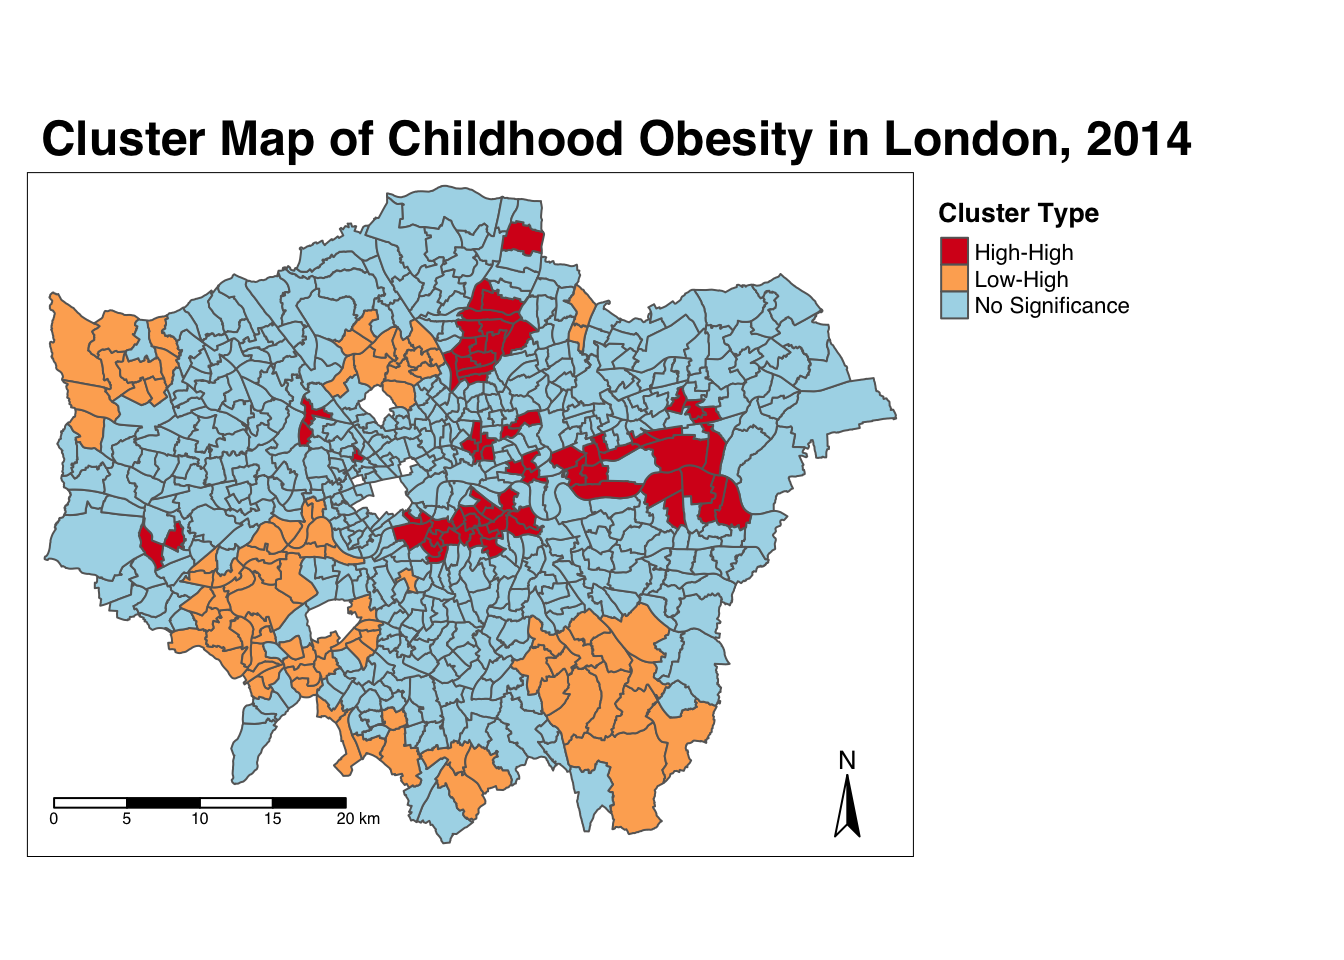 Cluster Map of Childhood Obesity in London, 2014
Cluster Type
High-High
Low-High
No Significance
N
0 5 10 15 20 km